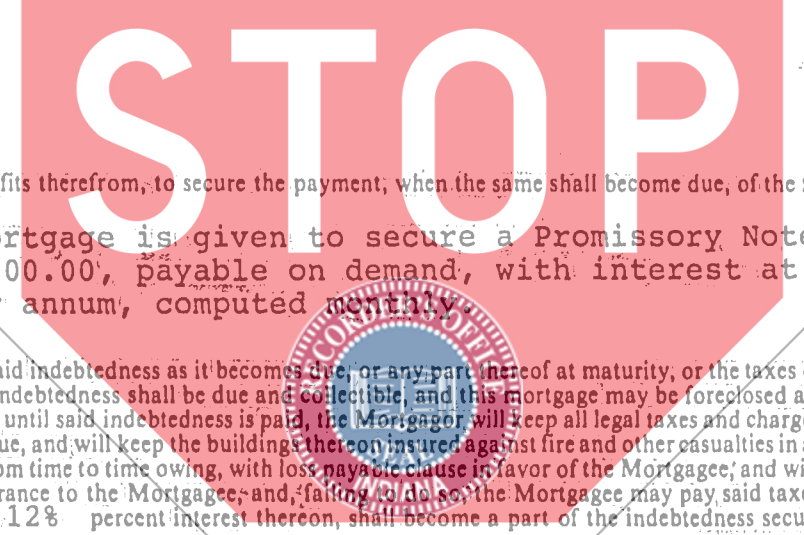 STOP
fits therefrom, to secure the payment, when the same shall become due, of the
rtgage is given to secure a Promissory Note
00.00, payable on demand, with interest at
annum, computed monthly.
RECORDER'S OFFICE
SEAL
INDIANA
aid indebtedness as it becomes due, or any part thereof at maturity, or the taxes
ndebtedness shall be due and collectible, and this mortgage may be foreclosed a
until said indebtedness is paid, the Mortgagor will keep all legal taxes and charge
ue, and will keep the buildings thereon insured against fire and other casualties in
om time to time owing, with loss payable clause in favor of the Mortgagee, and wi
rance to the Mortgagee, and, failing to do so, the Mortgagee may pay said tax
12% percent interest thereon, shall become a part of the indebtedness secu